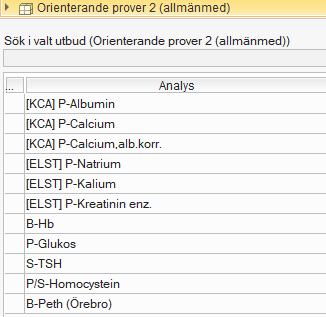 Orienterande prover 2 (allmänmed)
Sök i valt utbud (Orienterande prover 2 (allmänmed))
... Analys
[KCA] P-Albumin
[KCA] P-Calcium
[KCA] P-Calcium,alb.korr.
[ELST] P-Natrium
[ELST] P-Kalium
[ELST] P-Kreatinin enz.
B-Hb
P-Glukos
S-TSH
P/S-Homocystein
B-Peth (Örebro)